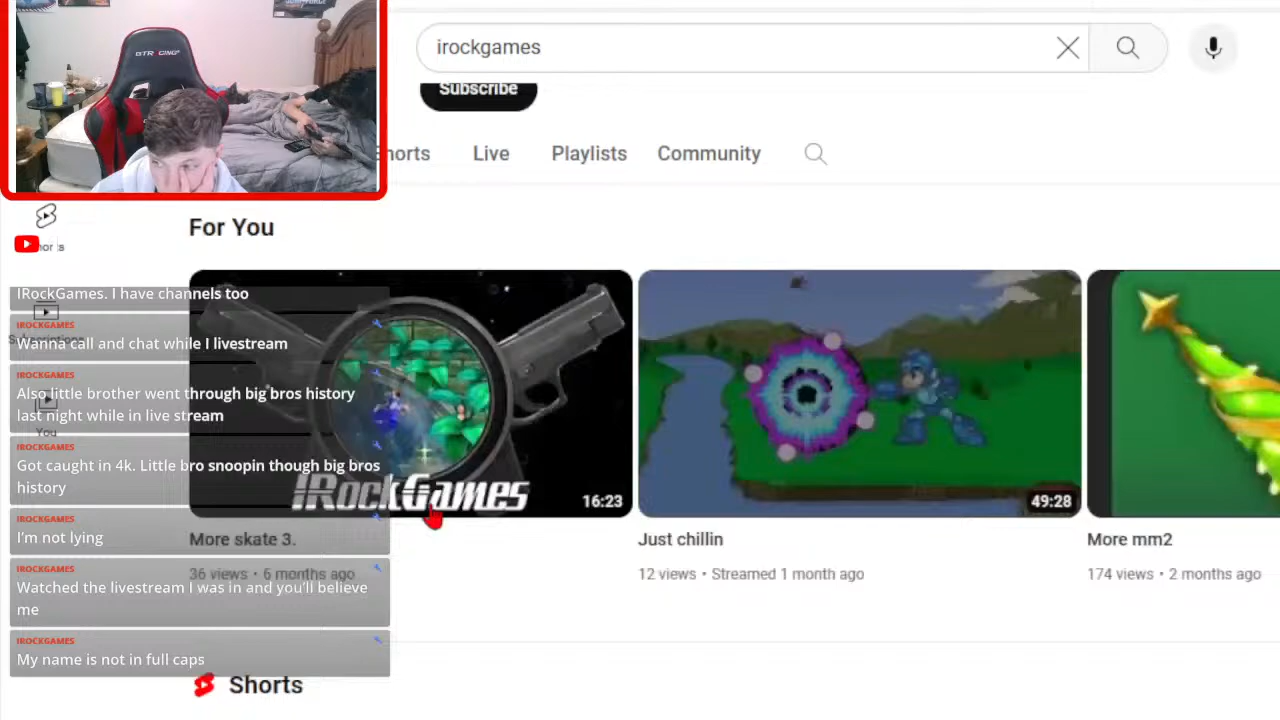 irockgames
Subscribe
GTRACING
horts
Live
Playlists
Community
For You
IRockGames. I have channels too
IROCKGAMES
Wanna call and chat while I livestream
IROCKGAMES
Also little brother went through big bros history
last night while in live stream
You
IROCKGAMES
Got caught in 4k. Little bro snoopin though big bros
history
IROCKGAMES
I'm not lying
IROCKGAMES
Watched the livestream I was in and you'll believe
me
IROCKGAMES
My name is not in full caps
IRockGames
16:23
More skate 3.
36 views • 6 months ago
49:28
Just chillin
12 views • Streamed 1 month ago
More mm2
174 views • 2 months ago
Shorts